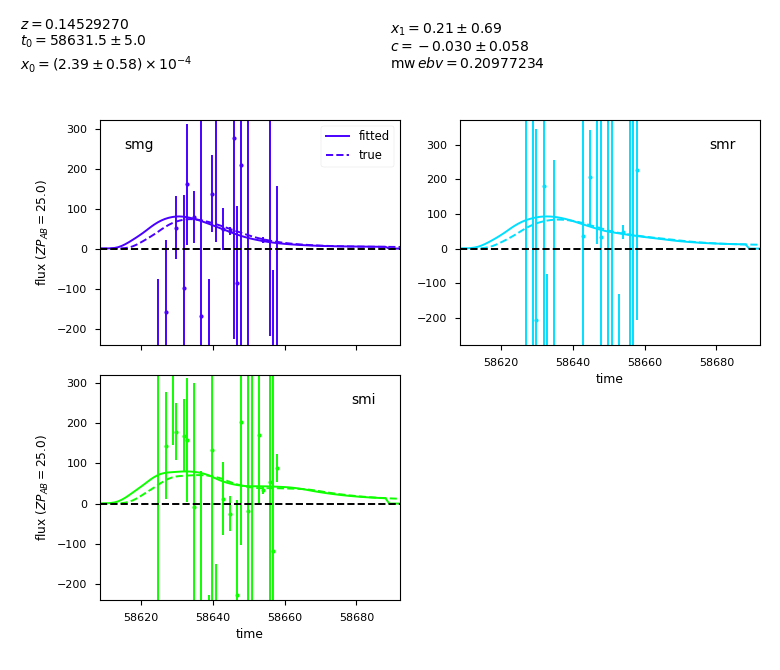 z = 0.14529270
t₀ = 58631.5 ± 5.0
x₀ = (2.39 ± 0.58) × 10⁻⁴
x₁ = 0.21 ± 0.69
c = −0.030 ± 0.058
mw ebv = 0.20977234
smg
fitted
true
flux (ZP_AB = 25.0)
300
200
100
0
−100
−200
smr
300
200
100
0
−100
−200
58620 58640 58660 58680
time
smi
flux (ZP_AB = 25.0)
300
200
100
0
−100
−200
58620 58640 58660 58680
time